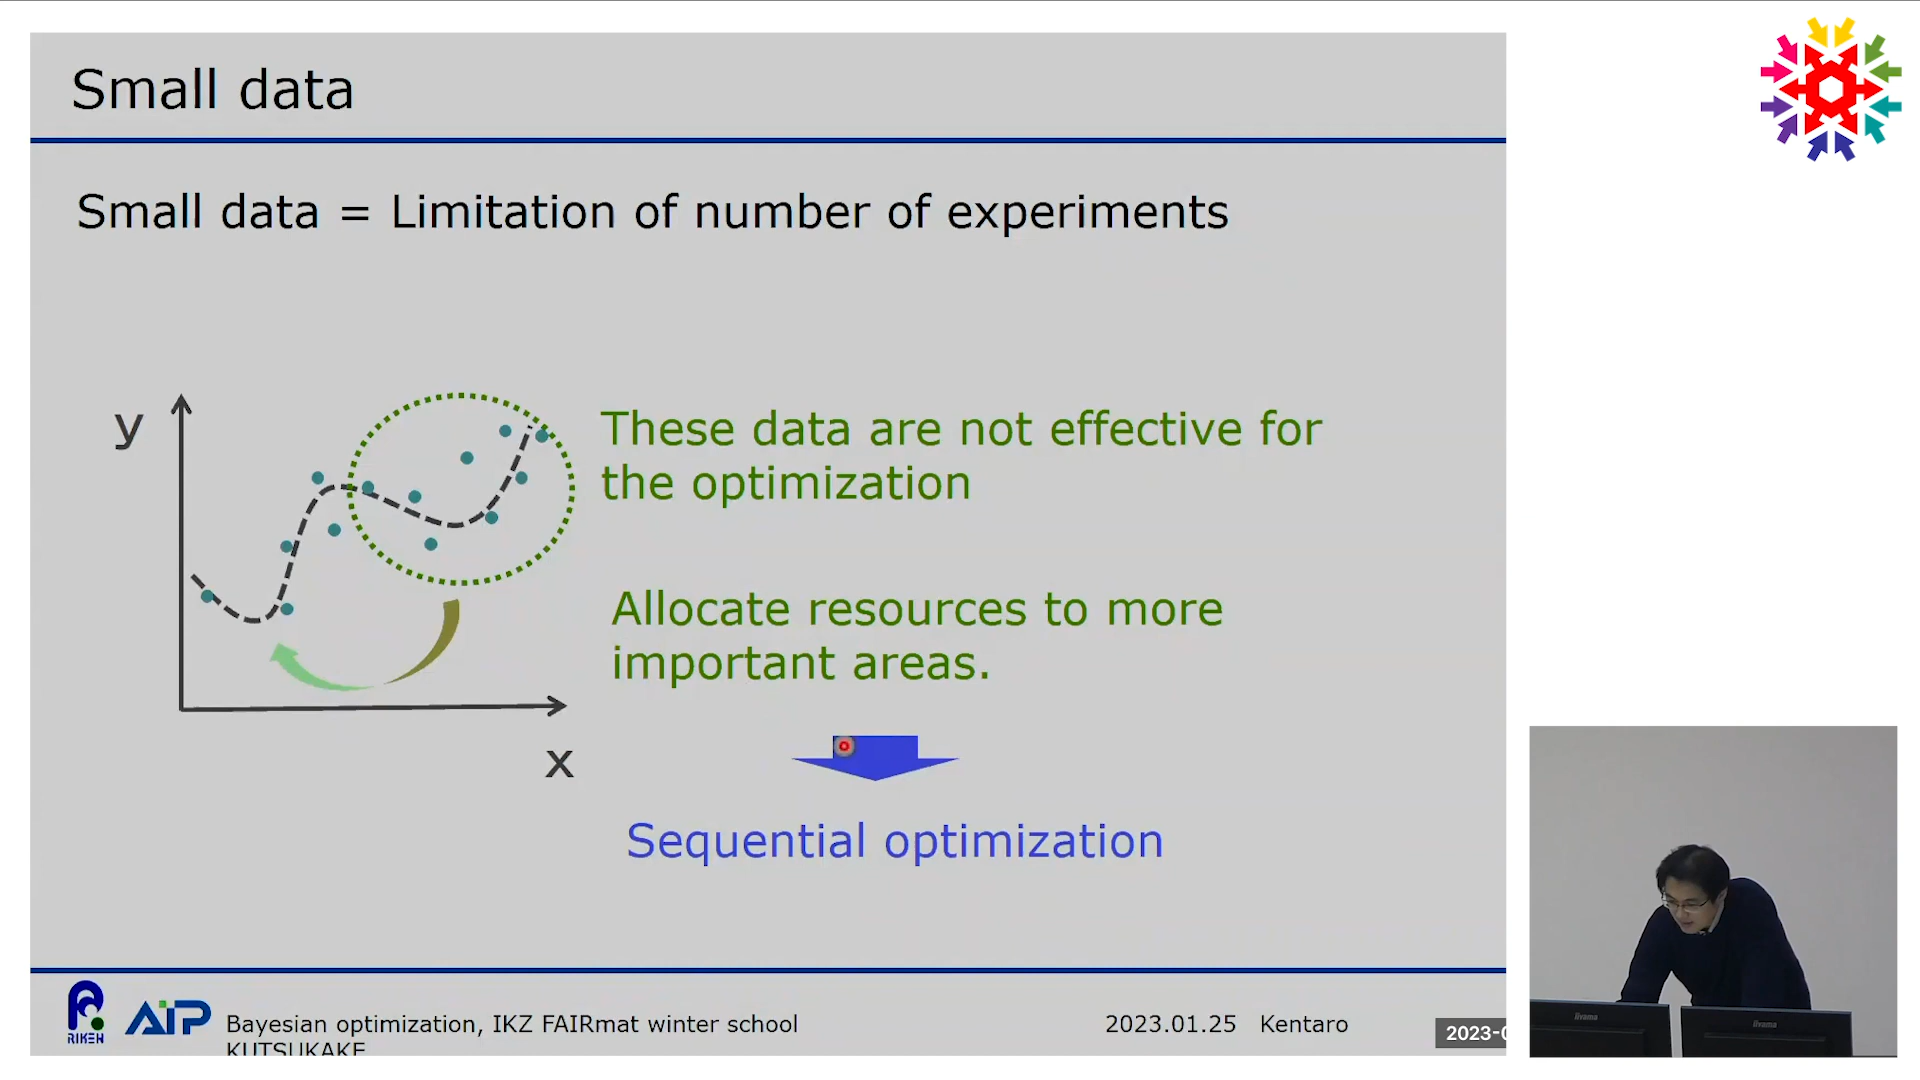 Small data
Small data = Limitation of number of experiments
y
These data are not effective for
the optimization
Allocate resources to more
important areas.
x
Sequential optimization
RIKEN
AIP
Bayesian optimization, IKZ FAIRmat winter school
2023.01.25 Kentaro
KUTSUKAKE
2023-0
iiyama
iiyama